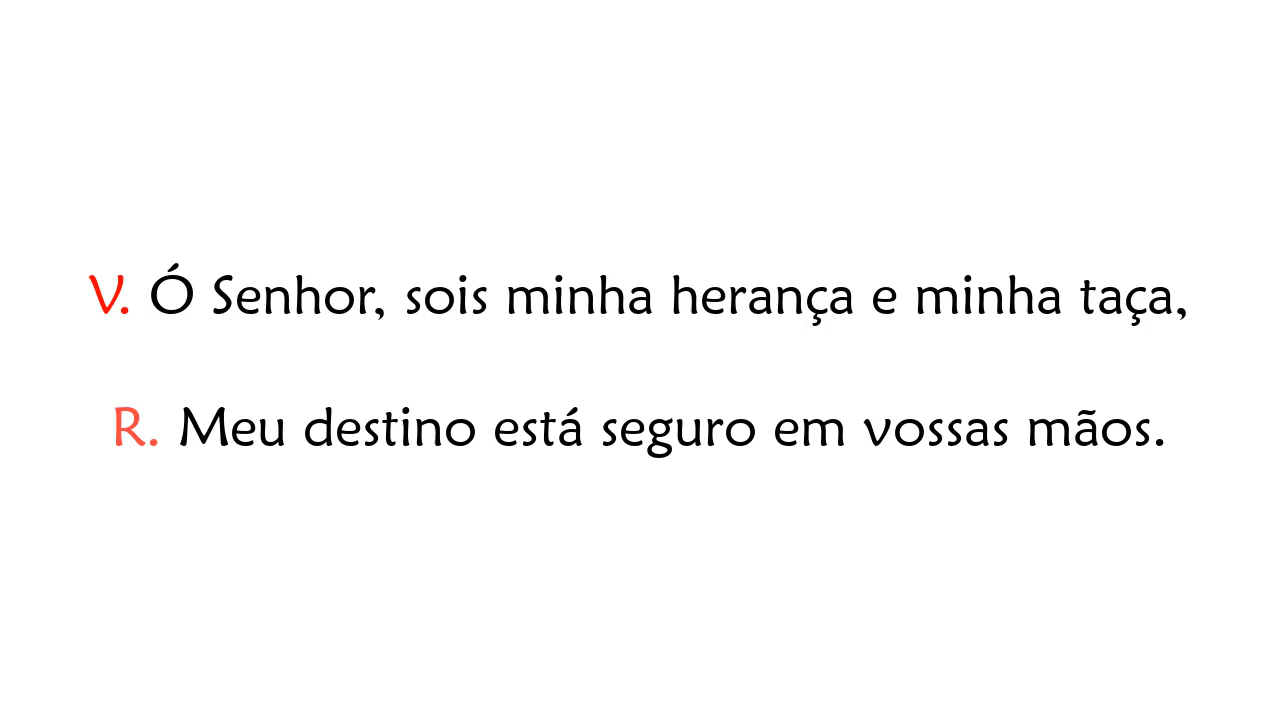 V. Ó Senhor, sois minha herança e minha taça,
R. Meu destino está seguro em vossas mãos.